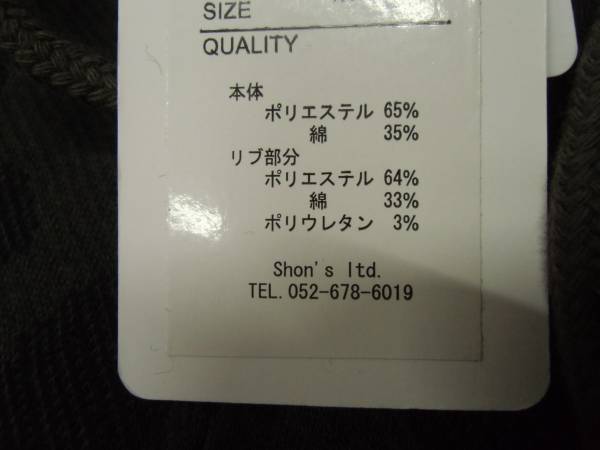 SIZE
QUALITY
本体
ポリエステル 65%
綿 35%
リブ部分
ポリエステル 64%
綿 33%
ポリウレタン 3%
Shon's ltd.
TEL.052-678-6019